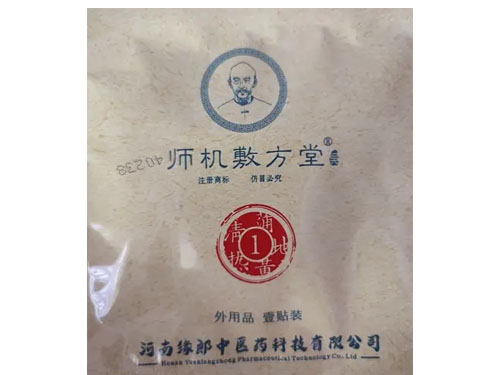 师机敷方堂®
注册商标 仿冒必究
清热
1
蒲地黄
外用品 壹贴装
河南缘郎中医药科技有限公司
Henan Yuanlangzhong Pharmaceutical Technology Co., Ltd